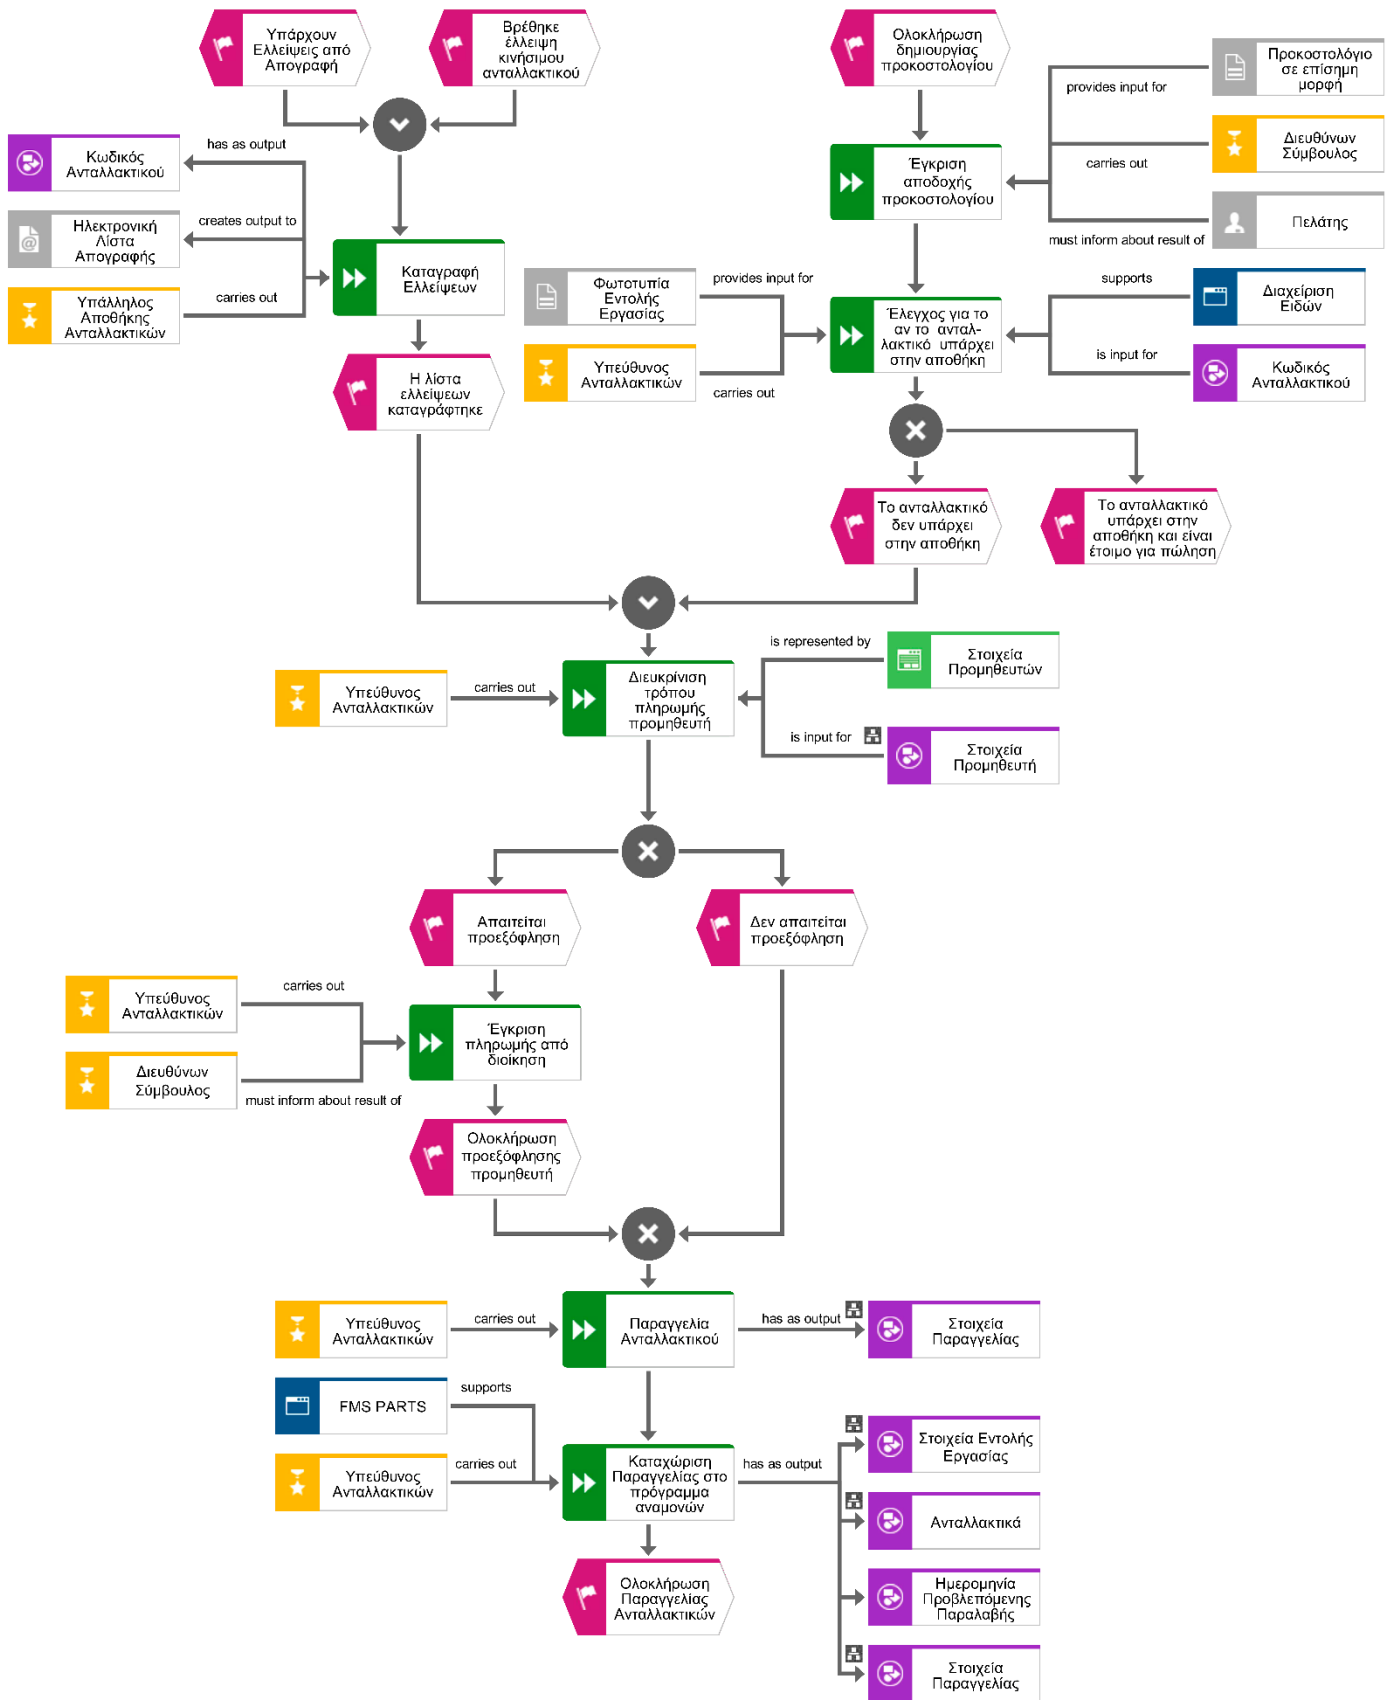 Υπάρχουν
Ελλείψεις από
Απογραφή
Βρέθηκε
έλλειψη
κινήσιμου
ανταλλακτικού
Ολοκλήρωση
δημιουργίας
προκοστολογίου
Προκοστολόγιο
σε επίσημη
μορφή
provides input for
Διευθύνων
Σύμβουλος
carries out
Πελάτης
must inform about result of
Έγκριση
αποδοχής
προκοστολογίου
Κωδικός
Ανταλλακτικού
has as output
Ηλεκτρονική
Λίστα
Απογραφής
creates output to
Υπάλληλος
Αποθήκης
Ανταλλακτικών
carries out
Καταγραφή
Ελλείψεων
Φωτοτυπία
Εντολής
Εργασίας
provides input for
Υπεύθυνος
Ανταλλακτικών
carries out
Έλεγχος για το
αν το ανταλ-
λακτικό υπάρχει
στην αποθήκη
supports
Διαχείριση
Ειδών
is input for
Κωδικός
Ανταλλακτικού
Η λίστα
ελλείψεων
καταγράφτηκε
Το ανταλλακτικό
δεν υπάρχει
στην αποθήκη
Το ανταλλακτικό
υπάρχει στην
αποθήκη και είναι
έτοιμο για πώληση
Υπεύθυνος
Ανταλλακτικών
carries out
Διευκρίνιση
τρόπου
πληρωμής
προμηθευτή
is represented by
Στοιχεία
Προμηθευτών
is input for
Στοιχεία
Προμηθευτή
Απαιτείται
προεξόφληση
Δεν απαιτείται
προεξόφληση
Υπεύθυνος
Ανταλλακτικών
carries out
Διευθύνων
Σύμβουλος
must inform about result of
Έγκριση
πληρωμής από
διοίκηση
Ολοκλήρωση
προεξόφλησης
προμηθευτή
Υπεύθυνος
Ανταλλακτικών
carries out
Παραγγελία
Ανταλλακτικού
has as output
Στοιχεία
Παραγγελίας
FMS PARTS
supports
Υπεύθυνος
Ανταλλακτικών
carries out
Καταχώριση
Παραγγελίας στο
πρόγραμμα
αναμονών
has as output
Στοιχεία Εντολής
Εργασίας
Ανταλλακτικά
Ημερομηνία
Προβλεπόμενης
Παραλαβής
Στοιχεία
Παραγγελίας
Ολοκλήρωση
Παραγγελίας
Ανταλλακτικών